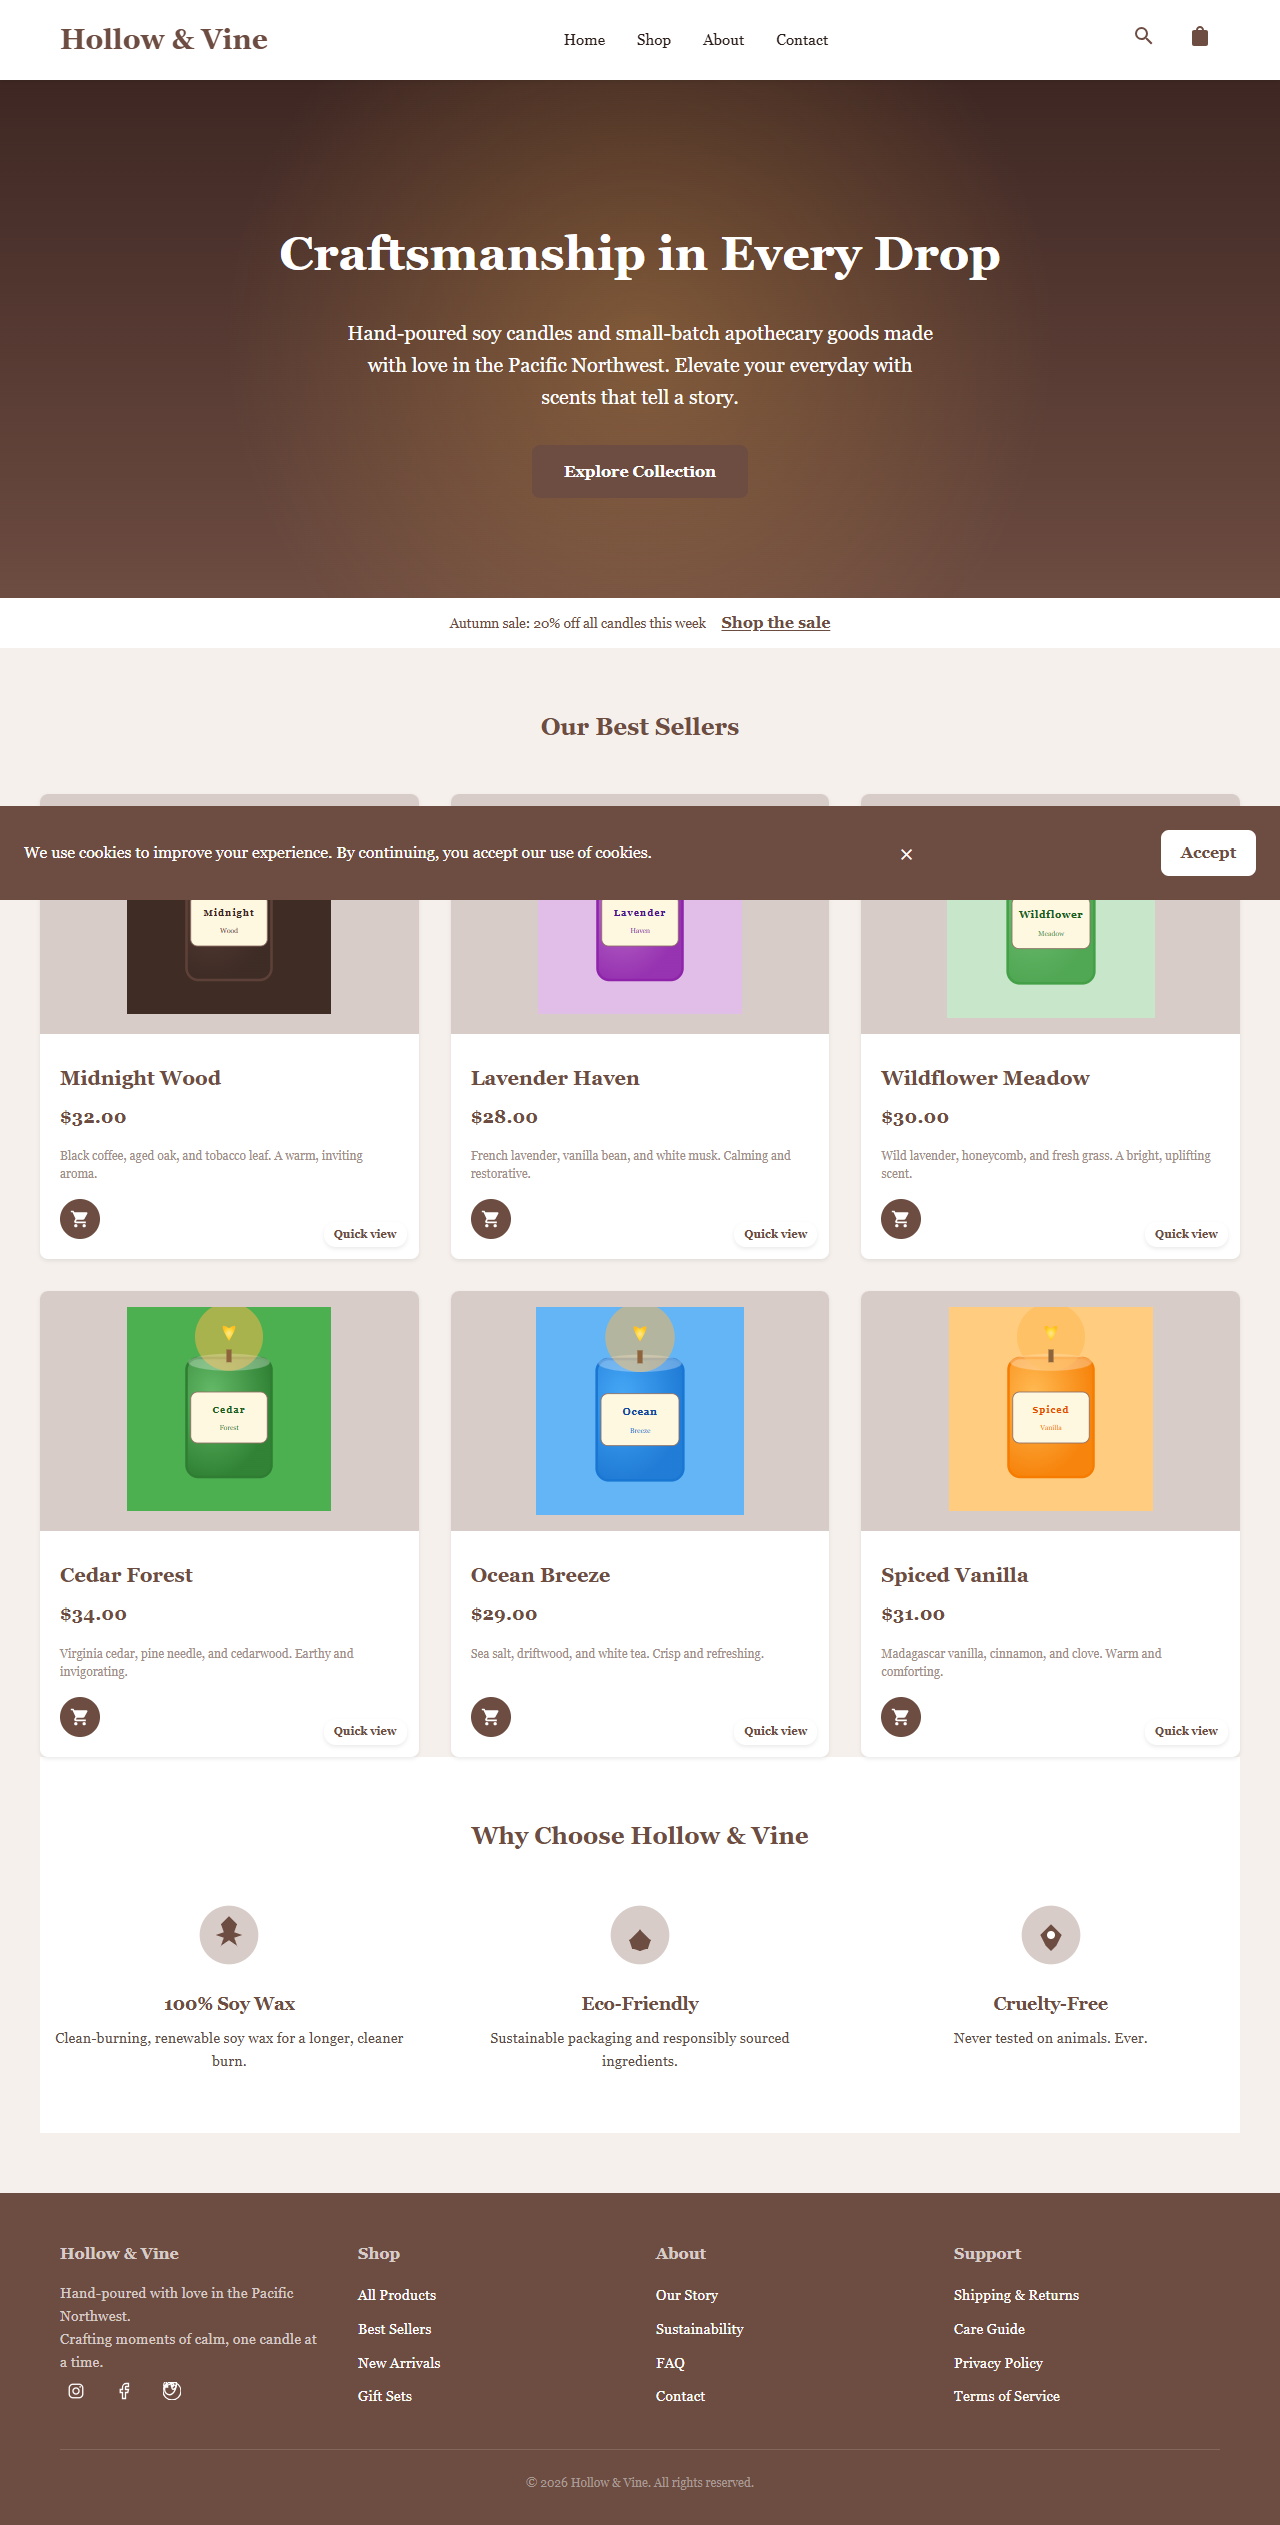 Hollow & Vine
Home
Shop
About
Contact
Craftsmanship in Every Drop
Hand-poured soy candles and small-batch apothecary goods made
with love in the Pacific Northwest. Elevate your everyday with
scents that tell a story.
Explore Collection
Autumn sale: 20% off all candles this week
Shop the sale
Our Best Sellers
We use cookies to improve your experience. By continuing, you accept our use of cookies.
×
Accept
Midnight
Wood
Lavender
Haven
Wildflower
Meadow
Midnight Wood
$32.00
Black coffee, aged oak, and tobacco leaf. A warm, inviting
aroma.
Quick view
Lavender Haven
$28.00
French lavender, vanilla bean, and white musk. Calming and
restorative.
Quick view
Wildflower Meadow
$30.00
Wild lavender, honeycomb, and fresh grass. A bright, uplifting
scent.
Quick view
Cedar
Forest
Ocean
Breeze
Spiced
Vanilla
Cedar Forest
$34.00
Virginia cedar, pine needle, and cedarwood. Earthy and
invigorating.
Quick view
Ocean Breeze
$29.00
Sea salt, driftwood, and white tea. Crisp and refreshing.
Quick view
Spiced Vanilla
$31.00
Madagascar vanilla, cinnamon, and clove. Warm and
comforting.
Quick view
Why Choose Hollow & Vine
100% Soy Wax
Clean-burning, renewable soy wax for a longer, cleaner
burn.
Eco-Friendly
Sustainable packaging and responsibly sourced
ingredients.
Cruelty-Free
Never tested on animals. Ever.
Hollow & Vine
Hand-poured with love in the Pacific
Northwest.
Crafting moments of calm, one candle at
a time.
Shop
All Products
Best Sellers
New Arrivals
Gift Sets
About
Our Story
Sustainability
FAQ
Contact
Support
Shipping & Returns
Care Guide
Privacy Policy
Terms of Service
© 2026 Hollow & Vine. All rights reserved.